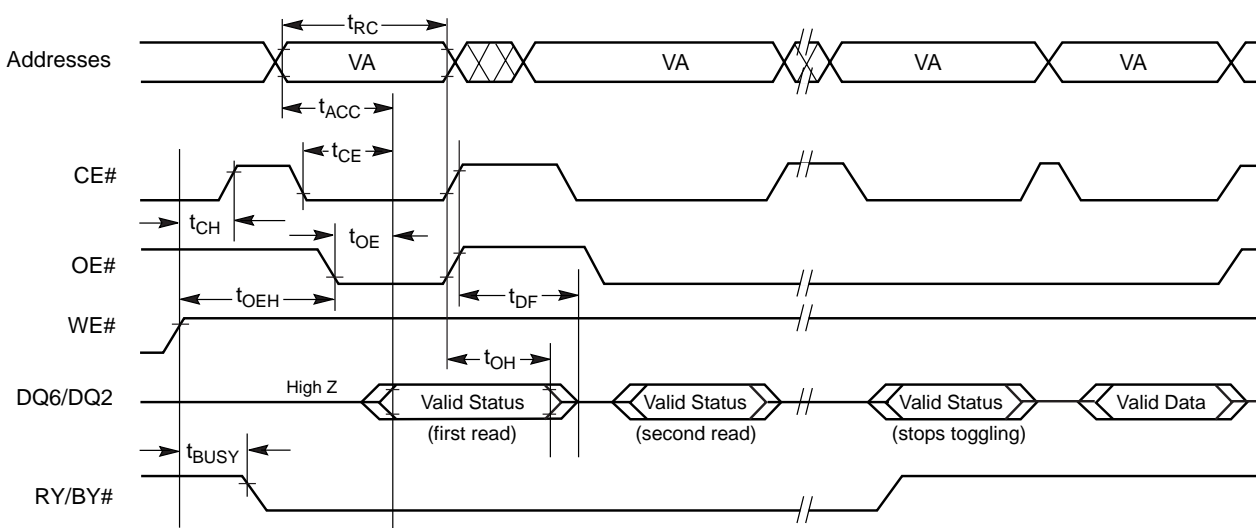 tRC
Addresses VA VA VA VA
tACC
tCE
CE#
tCH
tOE
OE#
tOEH tDF
WE#
tOH
High Z
DQ6/DQ2 Valid Status Valid Status Valid Status Valid Data
(first read) (second read) (stops toggling)
tBUSY
RY/BY#